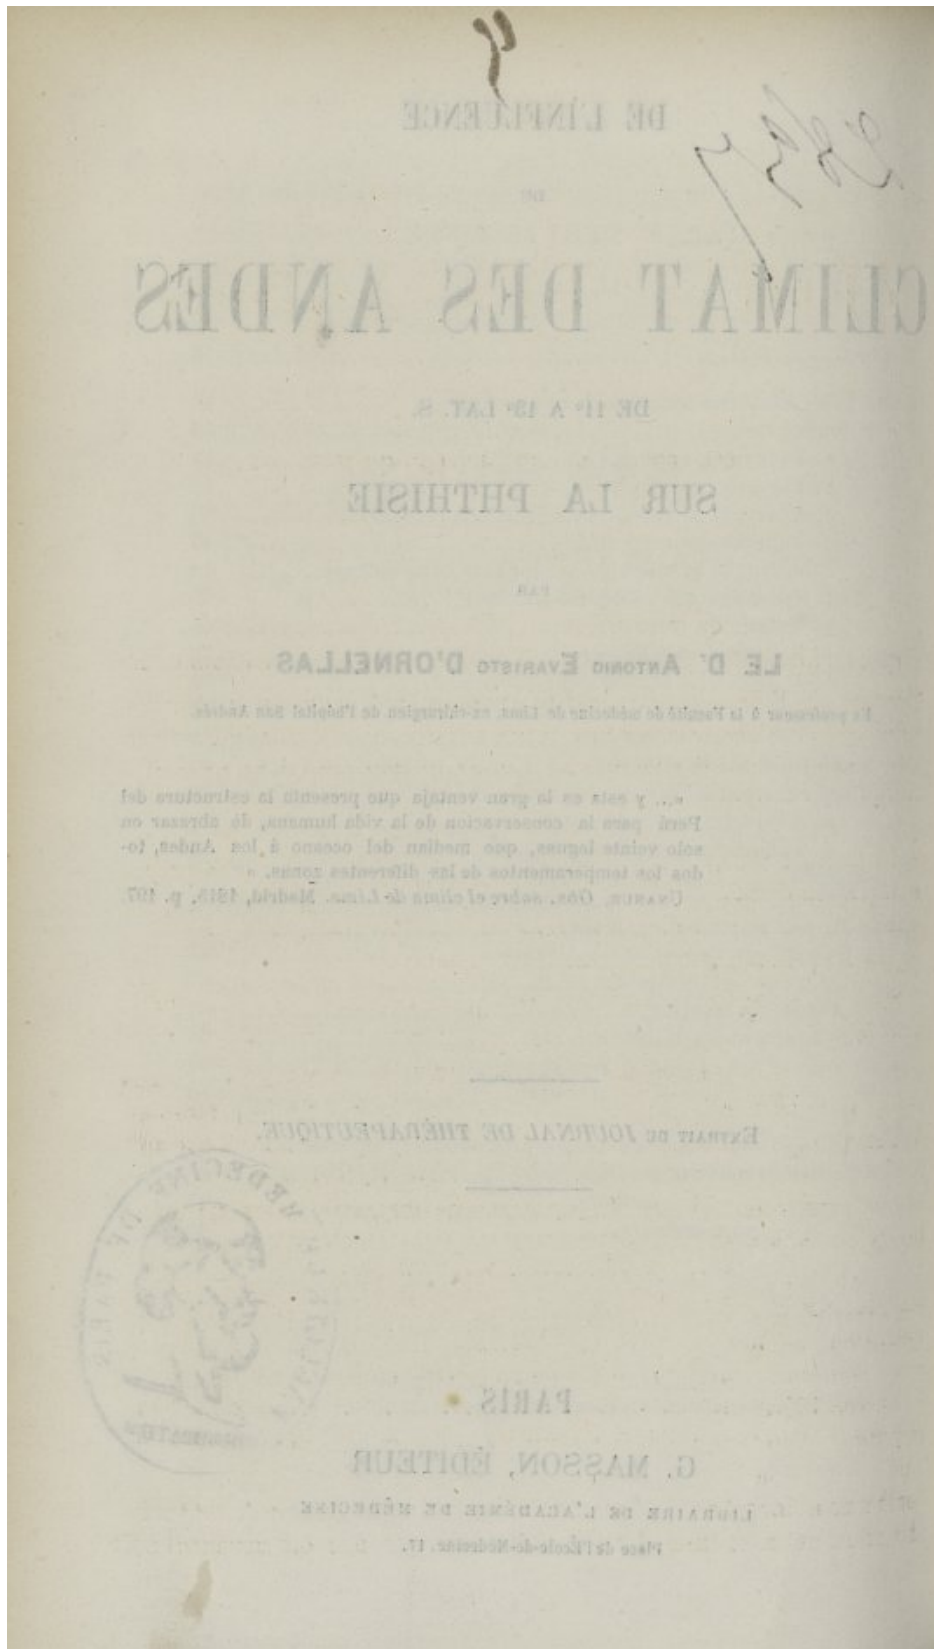 DE L'INFLUENCE
DU
CLIMAT DES ANDES
DE 11° A 13° LAT. S.
SUR LA PHTHISIE
PAR
LE Dr ANTONIO EVARISTO D'ORNELLAS
Ex professeur à la Faculté de médecine de Lima, ex-chirurgien de l'hôpital San Andrés.
«... y esta es la gran ventaja que presenta la estructura del
Perú para la conservacion de la vida humana, de abrazar en
solo veinte leguas, que median del oceano á los Andes, to-
dos los temperamentos de las diferentes zonas. »
UNANUE. Obs. sobre el clima de Lima. Madrid, 1815, p. 197.
EXTRAIT DU JOURNAL DE THÉRAPEUTIQUE.
MÉDECINE DE PARIS
PARIS
G. MASSON, ÉDITEUR
LIBRAIRE DE L'ACADÉMIE DE MÉDECINE
Place de l'École-de-Médecine, 17.